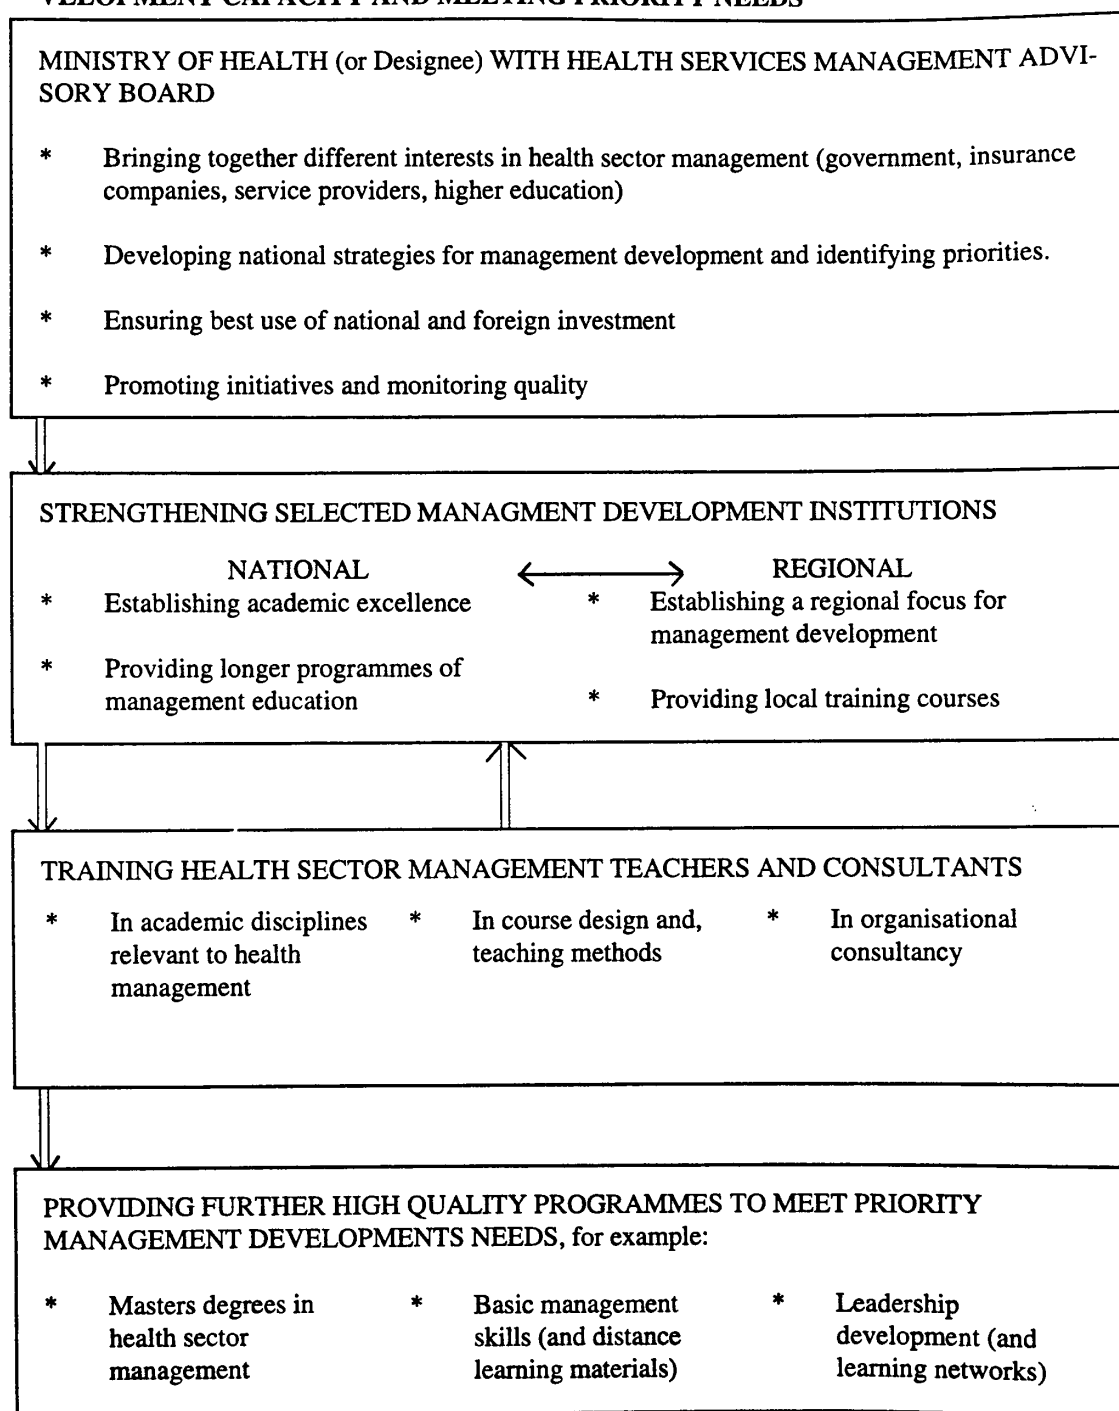 VELOPMENT CAPACITY AND MEETING PRIORITY NEEDS
MINISTRY OF HEALTH (or Designee) WITH HEALTH SERVICES MANAGEMENT ADVI-
SORY BOARD
* Bringing together different interests in health sector management (government, insurance
companies, service providers, higher education)
* Developing national strategies for management development and identifying priorities.
* Ensuring best use of national and foreign investment
* Promoting initiatives and monitoring quality
STRENGTHENING SELECTED MANAGMENT DEVELOPMENT INSTITUTIONS
NATIONAL
* Establishing academic excellence
* Providing longer programmes of
management education
REGIONAL
* Establishing a regional focus for
management development
* Providing local training courses
TRAINING HEALTH SECTOR MANAGEMENT TEACHERS AND CONSULTANTS
* In academic disciplines
relevant to health
management
* In course design and,
teaching methods
* In organisational
consultancy
PROVIDING FURTHER HIGH QUALITY PROGRAMMES TO MEET PRIORITY
MANAGEMENT DEVELOPMENTS NEEDS, for example:
* Masters degrees in
health sector
management
* Basic management
skills (and distance
learning materials)
* Leadership
development (and
learning networks)